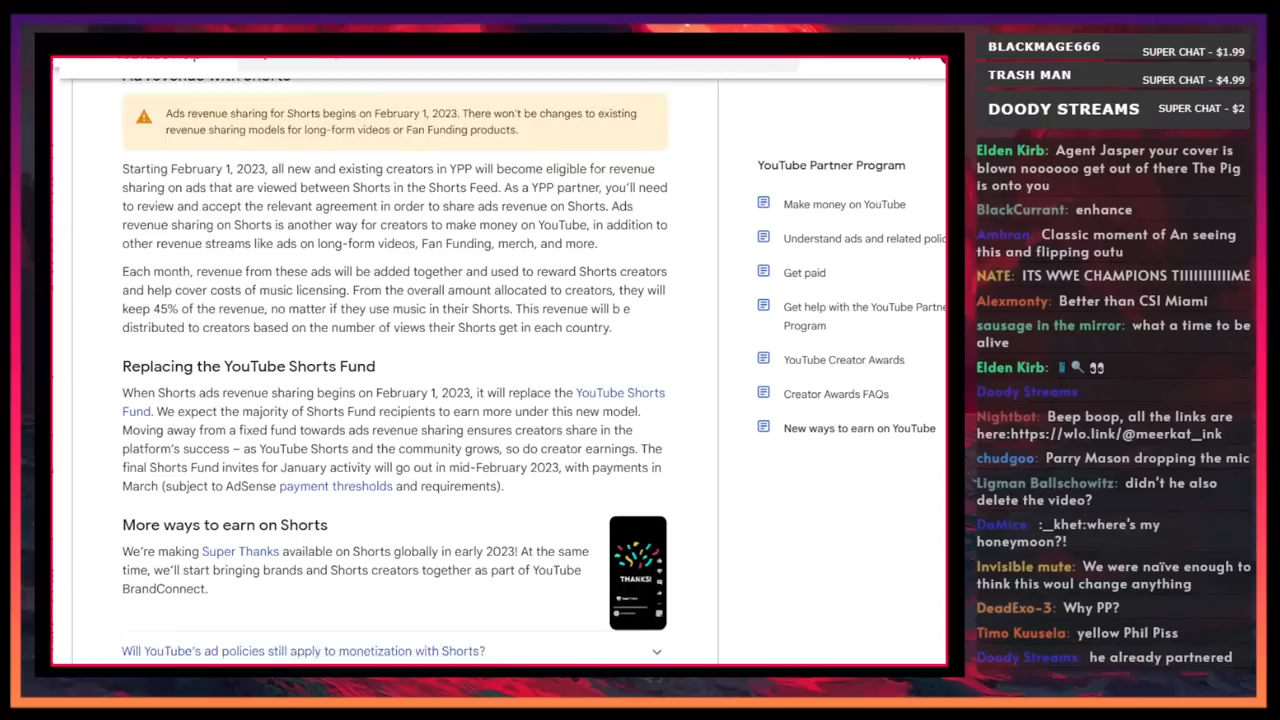 Ad revenue with Shorts
Ads revenue sharing for Shorts begins on February 1, 2023. There won't be changes to existing
revenue sharing models for long-form videos or Fan Funding products.
Starting February 1, 2023, all new and existing creators in YPP will become eligible for revenue
sharing on ads that are viewed between Shorts in the Shorts Feed. As a YPP partner, you'll need
to review and accept the relevant agreement in order to share ads revenue on Shorts. Ads
revenue sharing on Shorts is another way for creators to make money on YouTube, in addition to
other revenue streams like ads on long-form videos, Fan Funding, merch, and more.
Each month, revenue from these ads will be added together and used to reward Shorts creators
and help cover costs of music licensing. From the overall amount allocated to creators, they will
keep 45% of the revenue, no matter if they use music in their Shorts. This revenue will b e
distributed to creators based on the number of views their Shorts get in each country.
Replacing the YouTube Shorts Fund
When Shorts ads revenue sharing begins on February 1, 2023, it will replace the YouTube Shorts
Fund. We expect the majority of Shorts Fund recipients to earn more under this new model.
Moving away from a fixed fund towards ads revenue sharing ensures creators share in the
platform's success – as YouTube Shorts and the community grows, so do creator earnings. The
final Shorts Fund invites for January activity will go out in mid-February 2023, with payments in
March (subject to AdSense payment thresholds and requirements).
More ways to earn on Shorts
We're making Super Thanks available on Shorts globally in early 2023! At the same
time, we'll start bringing brands and Shorts creators together as part of YouTube
BrandConnect.
THANKS!
Will YouTube's ad policies still apply to monetization with Shorts?
YouTube Partner Program
Make money on YouTube
Understand ads and related polic
Get paid
Get help with the YouTube Partne
Program
YouTube Creator Awards
Creator Awards FAQs
New ways to earn on YouTube
BLACKMAGE666 SUPER CHAT - $1.99
TRASH MAN SUPER CHAT - $4.99
DOODY STREAMS SUPER CHAT - $2
Elden Kirb: Agent Jasper your cover is
blown noooooo get out of there The Pig
is onto you
BlackCurrant: enhance
Amhran: Classic moment of An seeing
this and flipping outu
NATE: ITS WWE CHAMPIONS TIIIIIIIIIIME
Alexmonty: Better than CSI Miami
sausage in the mirror: what a time to be
alive
Elden Kirb:
Doody Streams
Nightbot: Beep boop, all the links are
here:https://wlo.link/@meerkat_ink
chudgoo: Parry Mason dropping the mic
Ligman Ballschowitz: didn't he also
delete the video?
DaMice :_khet:where's my
honeymoon?!
Invisible mute: We were naïve enough to
think this woul change anything
DeadExo-3: Why PP?
Timo Kuusela: yellow Phil Piss
Doody Streams he already partnered